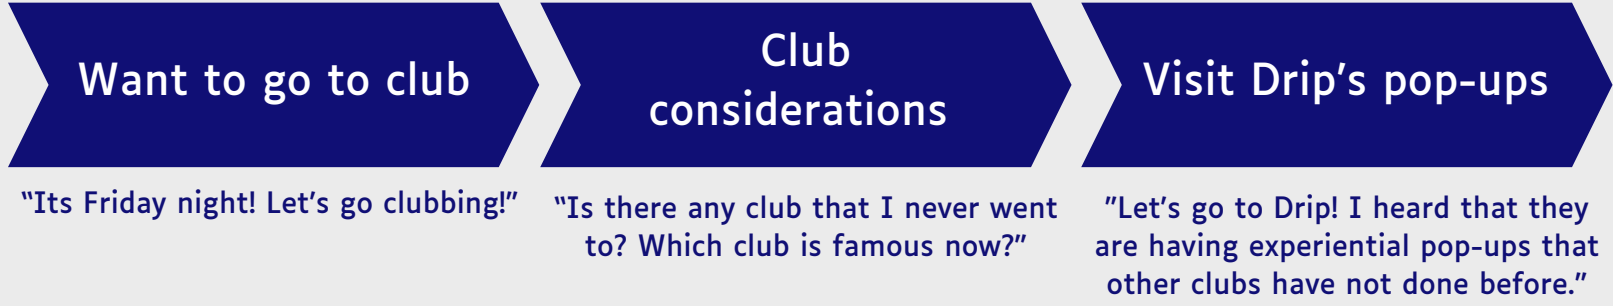 Want to go to club
Club
considerations
Visit Drip's pop-ups
"Its Friday night! Let's go clubbing!"
"Is there any club that I never went
to? Which club is famous now?"
"Let's go to Drip! I heard that they
are having experiential pop-ups that
other clubs have not done before."